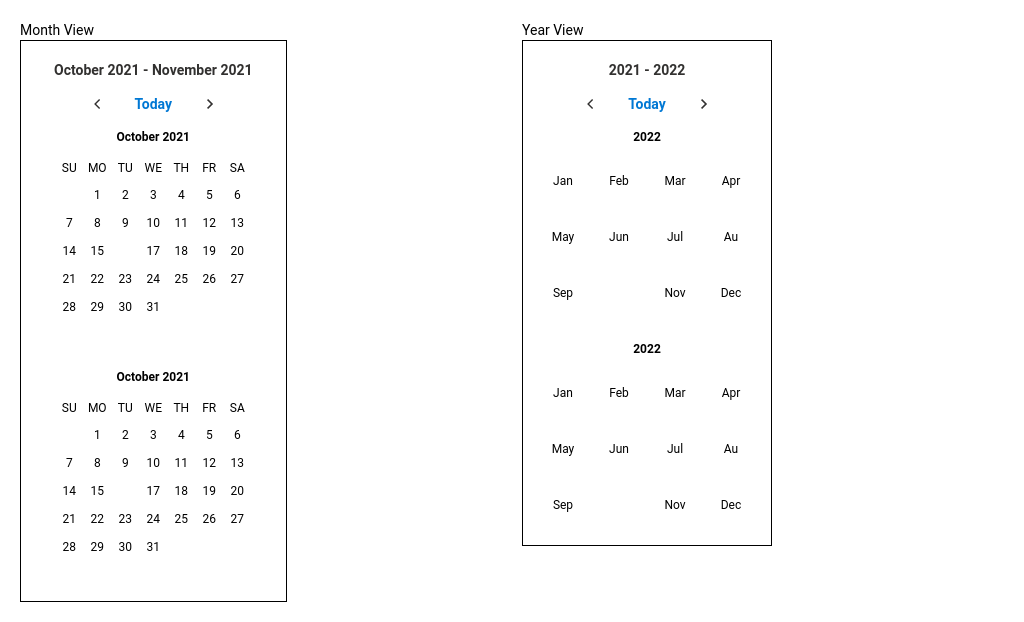 Month View
October 2021 - November 2021
Today
October 2021
SU MO TU WE TH FR SA
1 2 3 4 5 6
7 8 9 10 11 12 13
14 15 17 18 19 20
21 22 23 24 25 26 27
28 29 30 31
October 2021
SU MO TU WE TH FR SA
1 2 3 4 5 6
7 8 9 10 11 12 13
14 15 17 18 19 20
21 22 23 24 25 26 27
28 29 30 31
Year View
2021 - 2022
Today
2022
Jan Feb Mar Apr
May Jun Jul Au
Sep Nov Dec
2022
Jan Feb Mar Apr
May Jun Jul Au
Sep Nov Dec